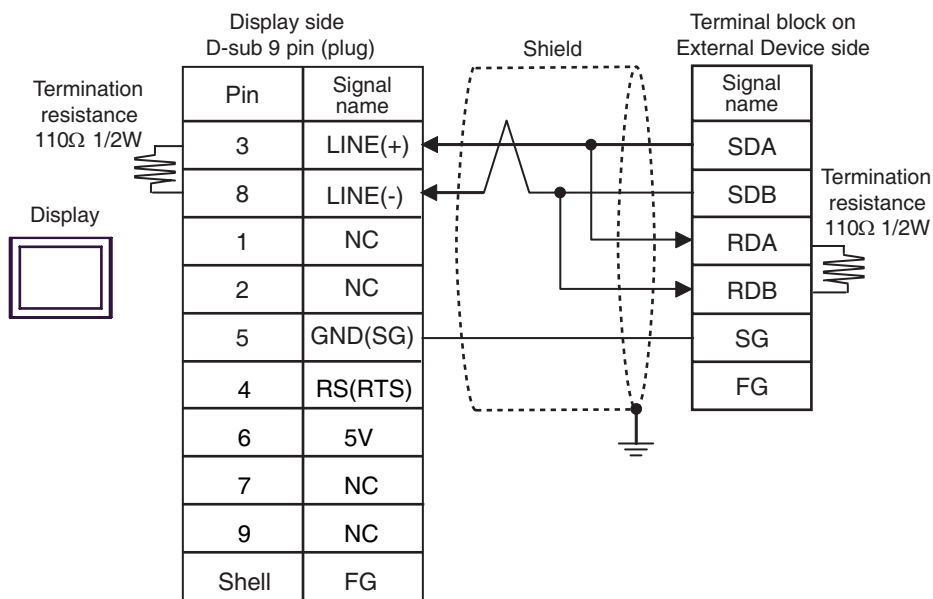 Display side
D-sub 9 pin (plug)
Shield
Terminal block on
External Device side
Termination
resistance
110Ω 1/2W
Display
Pin
Signal
name
3
LINE(+)
8
LINE(-)
1
NC
2
NC
5
GND(SG)
4
RS(RTS)
6
5V
7
NC
9
NC
Shell
FG
Signal
name
SDA
SDB
RDA
RDB
SG
FG
Termination
resistance
110Ω 1/2W